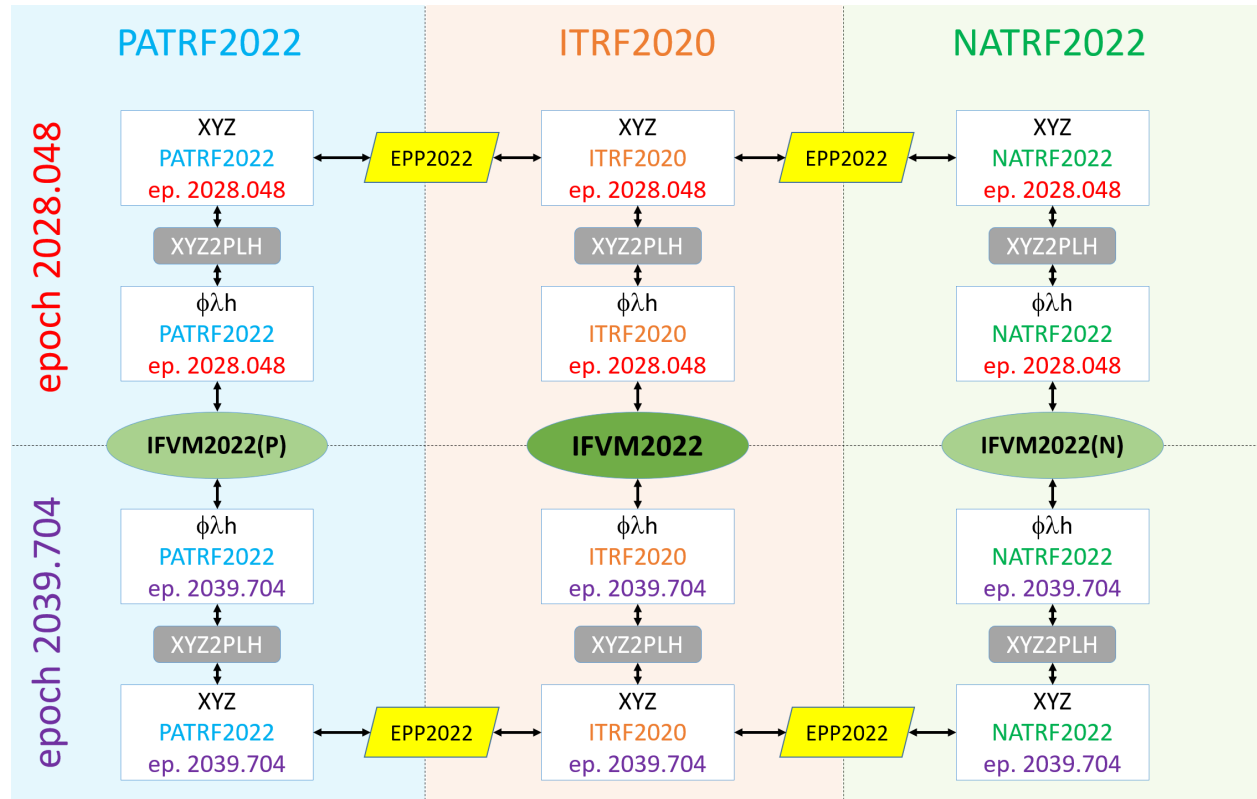 PATRF2022
ITRF2020
NATRF2022
epoch 2028.048
XYZ
PATRF2022
ep. 2028.048
EPP2022
XYZ
ITRF2020
ep. 2028.048
EPP2022
XYZ
NATRF2022
ep. 2028.048
XYZ2PLH
XYZ2PLH
XYZ2PLH
ϕλh
PATRF2022
ep. 2028.048
ϕλh
ITRF2020
ep. 2028.048
ϕλh
NATRF2022
ep. 2028.048
IFVM2022(P)
IFVM2022
IFVM2022(N)
epoch 2039.704
ϕλh
PATRF2022
ep. 2039.704
ϕλh
ITRF2020
ep. 2039.704
ϕλh
NATRF2022
ep. 2039.704
XYZ2PLH
XYZ2PLH
XYZ2PLH
XYZ
PATRF2022
ep. 2039.704
EPP2022
XYZ
ITRF2020
ep. 2039.704
EPP2022
XYZ
NATRF2022
ep. 2039.704